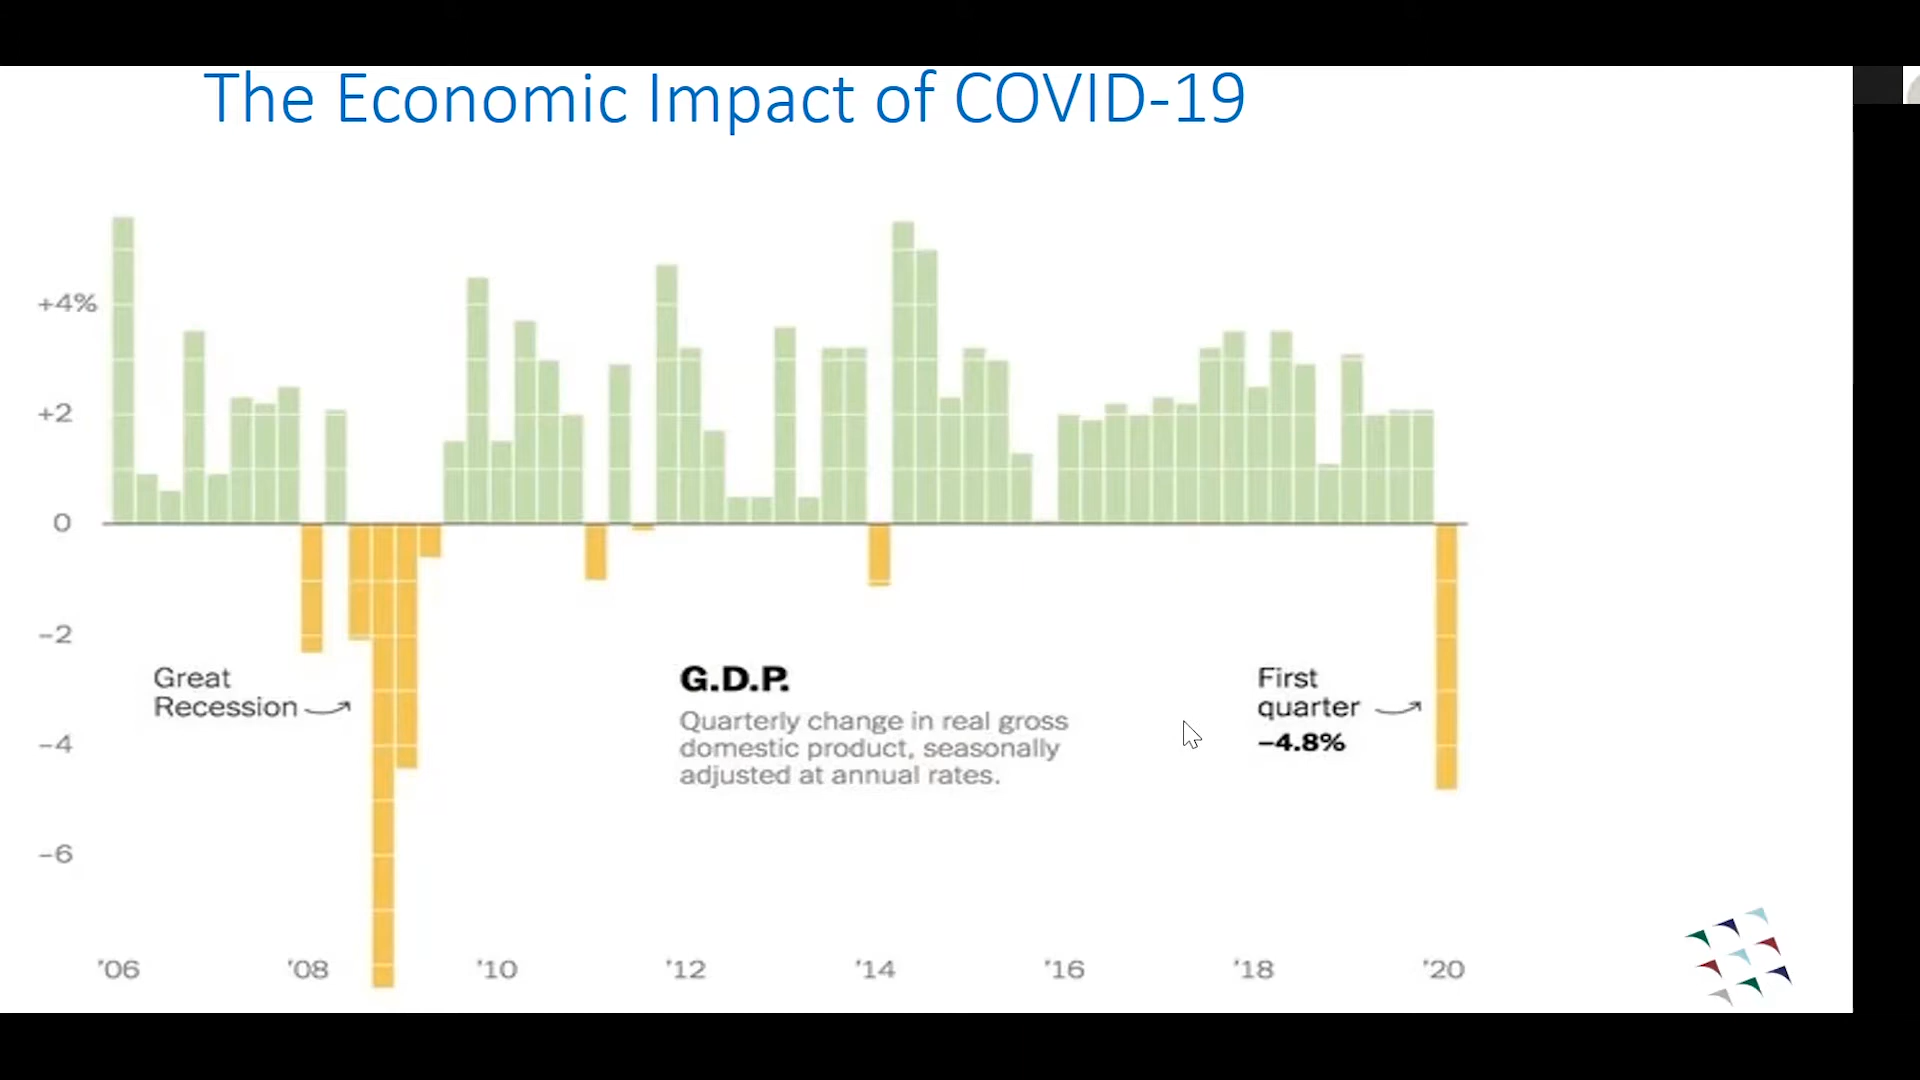 The Economic Impact of COVID-19
+4%
+2
0
−2
Great
Recession
G.D.P.
Quarterly change in real gross
domestic product, seasonally
adjusted at annual rates.
First
quarter
−4.8%
−4
−6
’06 ’08 ’10 ’12 ’14 ’16 ’18 ’20